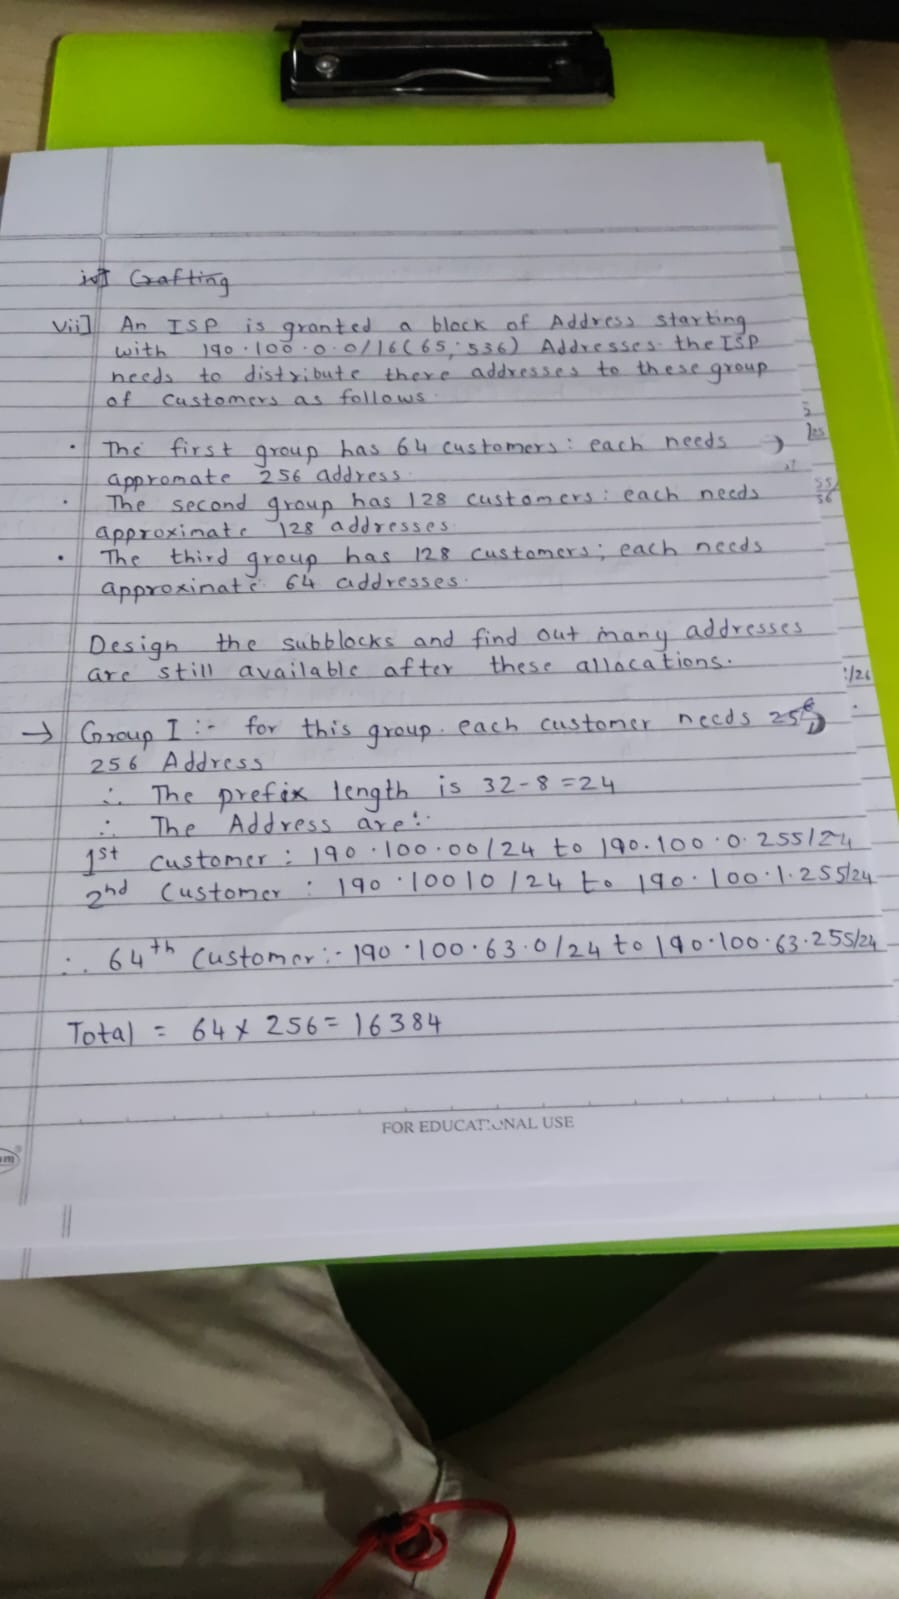 Grafting
vii] An ISP is granted a block of Address starting
with 190.100.0.0/16(65,536) Addresses. the ISP
needs to distribute there addresses to these group
of customers as follows.
• The first group has 64 customers: each needs
appromate 256 address.
• The second group has 128 customers: each needs
approximate 128 addresses.
• The third group has 128 customers; each needs
approxinate 64 addresses.
Design the subblocks and find out many addresses
are still available after these allocations.
→ Group I :- for this group. each customer needs
256 Address
∴ The prefix length is 32-8=24
∴ The Address are:-
1st customer: 190.100.00/24 to 190.100.0.255/24
2nd Customer: 190.10010/24 to 190.100.1.255/24
∴ 64th Customer:- 190.100.63.0/24 to 190.100.63.255/24
Total = 64 x 256 = 16384
FOR EDUCATIONAL USE